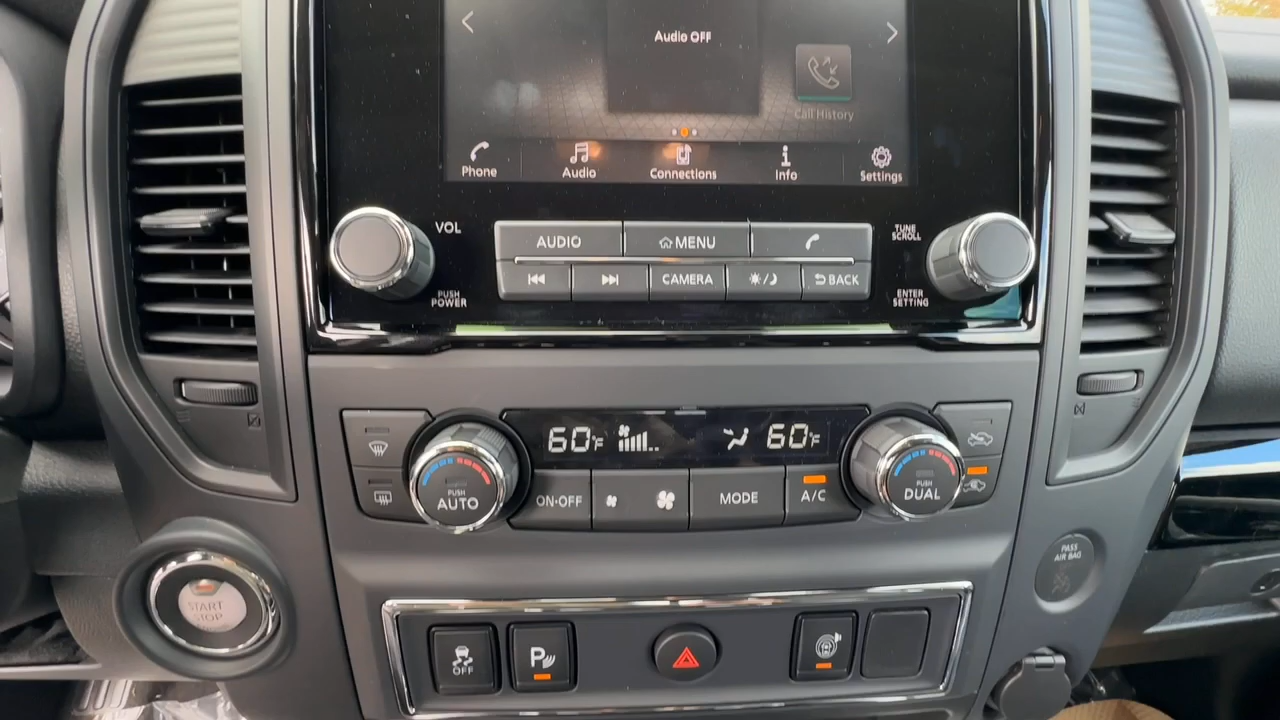 Audio OFF
Call History
Phone
Audio
Connections
Info
Settings
VOL
AUDIO
MENU
TUNE
SCROLL
CAMERA
BACK
PUSH
POWER
ENTER
SETTING
60°F
60°F
PUSH
AUTO
ON·OFF
MODE
A/C
PUSH
DUAL
PASS
AIR BAG
START
STOP
OFF
P